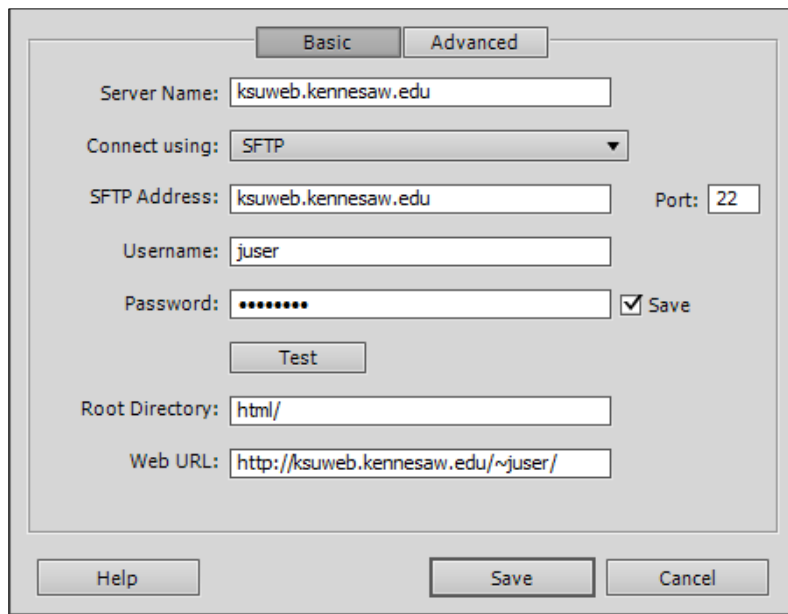 Basic Advanced
Server Name: ksuweb.kennesaw.edu
Connect using: SFTP
SFTP Address: ksuweb.kennesaw.edu Port: 22
Username: juser
Password: •••••••• Save
Test
Root Directory: html/
Web URL: http://ksuweb.kennesaw.edu/~juser/
Help Save Cancel